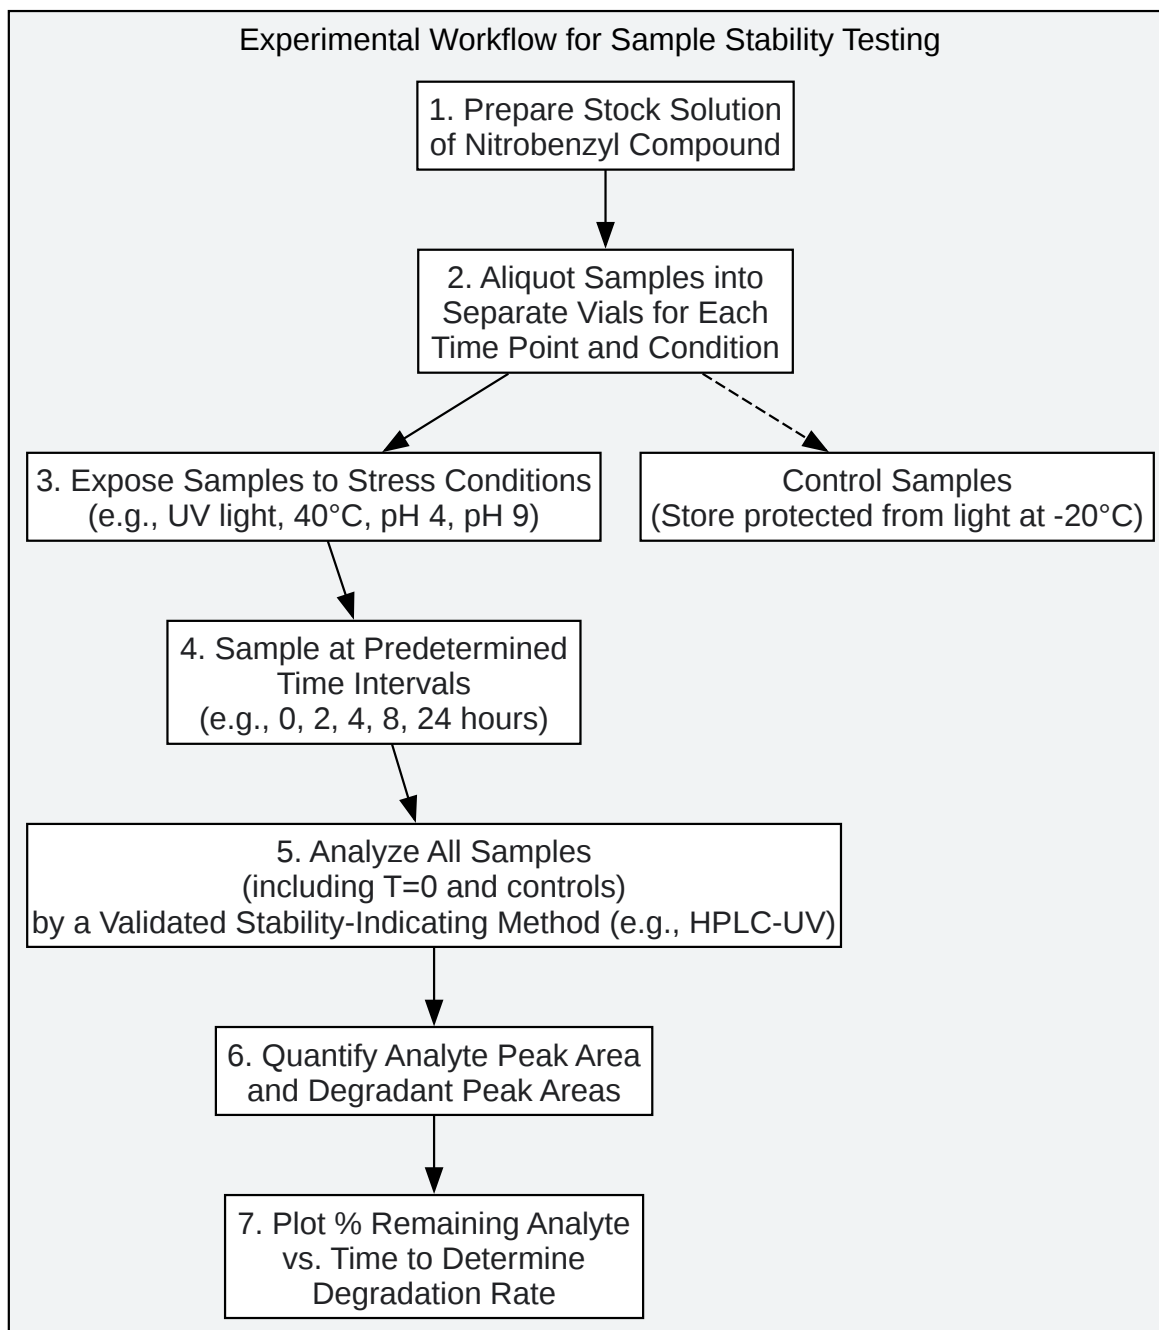 Experimental Workflow for Sample Stability Testing
1. Prepare Stock Solution
of Nitrobenzyl Compound
2. Aliquot Samples into
Separate Vials for Each
Time Point and Condition
3. Expose Samples to Stress Conditions
(e.g., UV light, 40°C, pH 4, pH 9)
Control Samples
(Store protected from light at -20°C)
4. Sample at Predetermined
Time Intervals
(e.g., 0, 2, 4, 8, 24 hours)
5. Analyze All Samples
(including T=0 and controls)
by a Validated Stability-Indicating Method (e.g., HPLC-UV)
6. Quantify Analyte Peak Area
and Degradant Peak Areas
7. Plot % Remaining Analyte
vs. Time to Determine
Degradation Rate